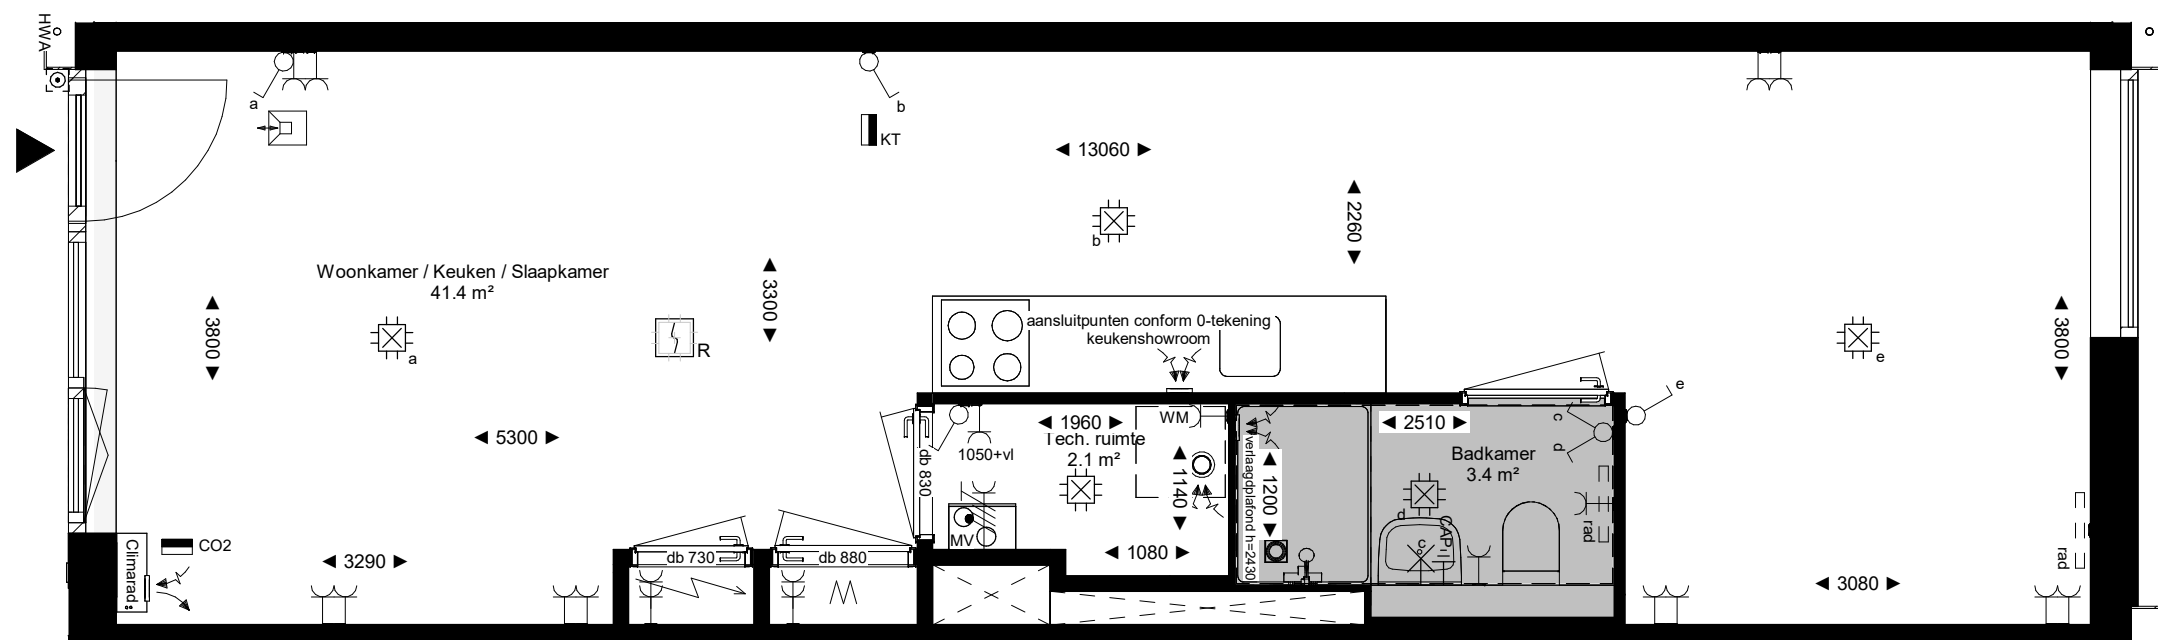 HWA
a
b
KT
◄ 13060 ►
◄ 2260 ►
b
Woonkamer / Keuken / Slaapkamer
41.4 m²
◄ 3800 ►
a
R
◄ 3300 ►
aansluitpunten conform 0-tekening
keukenshowroom
e
◄ 3800 ►
e
◄ 5300 ►
db 830
1050+vl
◄ 1960 ►
Tech. ruimte
2.1 m²
WM
◄ 1140 ►
MV
◄ 1080 ►
verlaagdplafond h=2430
◄ 1200 ►
◄ 2510 ►
Badkamer
3.4 m²
c
d
d
c
CAP
rad
rad
Climarad
CO2
◄ 3290 ►
db 730
db 880
◄ 3080 ►